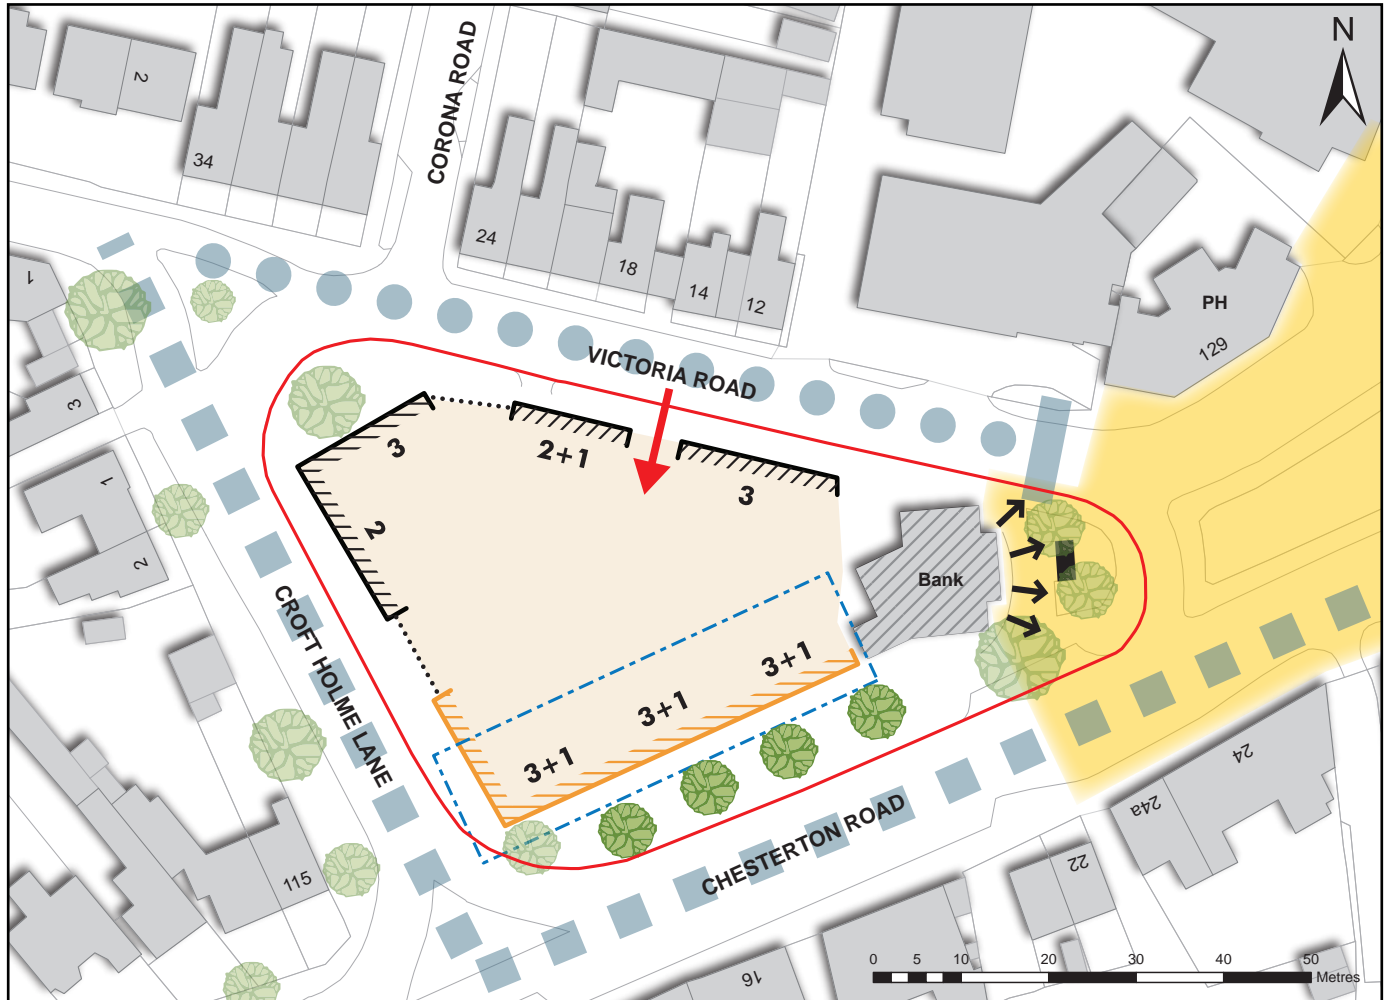 N
CORONA ROAD
2
34
24
18
14
12
PH
129
1
3
VICTORIA ROAD
3
2+1
3
1
2
2
Bank
CROFT HOLME LANE
3+1
3+1
3+1
CHESTERTON ROAD
24
24a
22
115
16
0 5 10 20 30 40 50
Metres